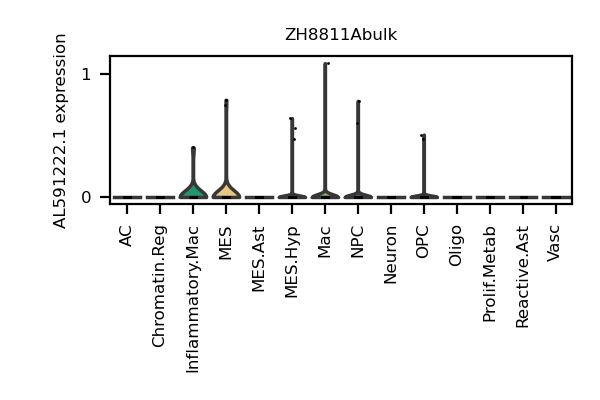 ZH8811Abulk
AL591222.1 expression
1
0
AC
Chromatin.Reg
Inflammatory.Mac
MES
MES.Ast
MES.Hyp
Mac
NPC
Neuron
OPC
Oligo
Prolif.Metab
Reactive.Ast
Vasc